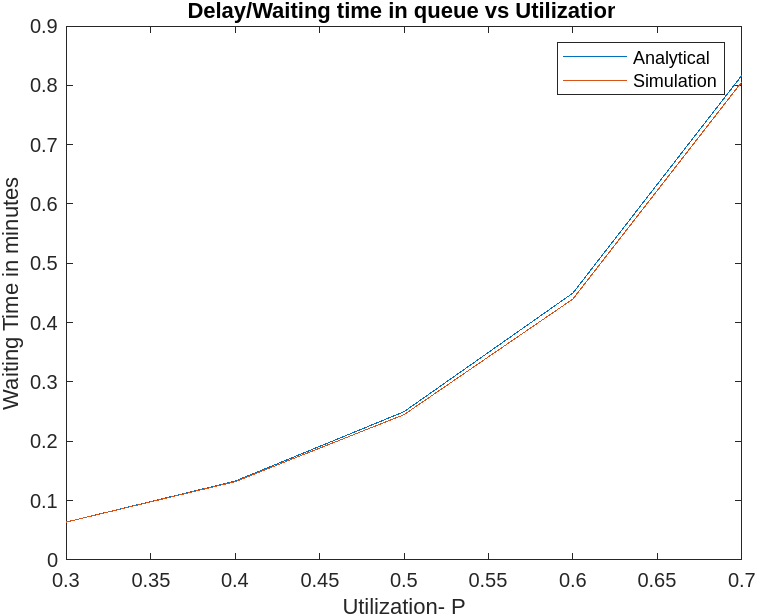 Delay/Waiting time in queue vs Utilization
Analytical
Simulation
Waiting Time in minutes
0.9
0.8
0.7
0.6
0.5
0.4
0.3
0.2
0.1
0
0.3 0.35 0.4 0.45 0.5 0.55 0.6 0.65 0.7
Utilization- P